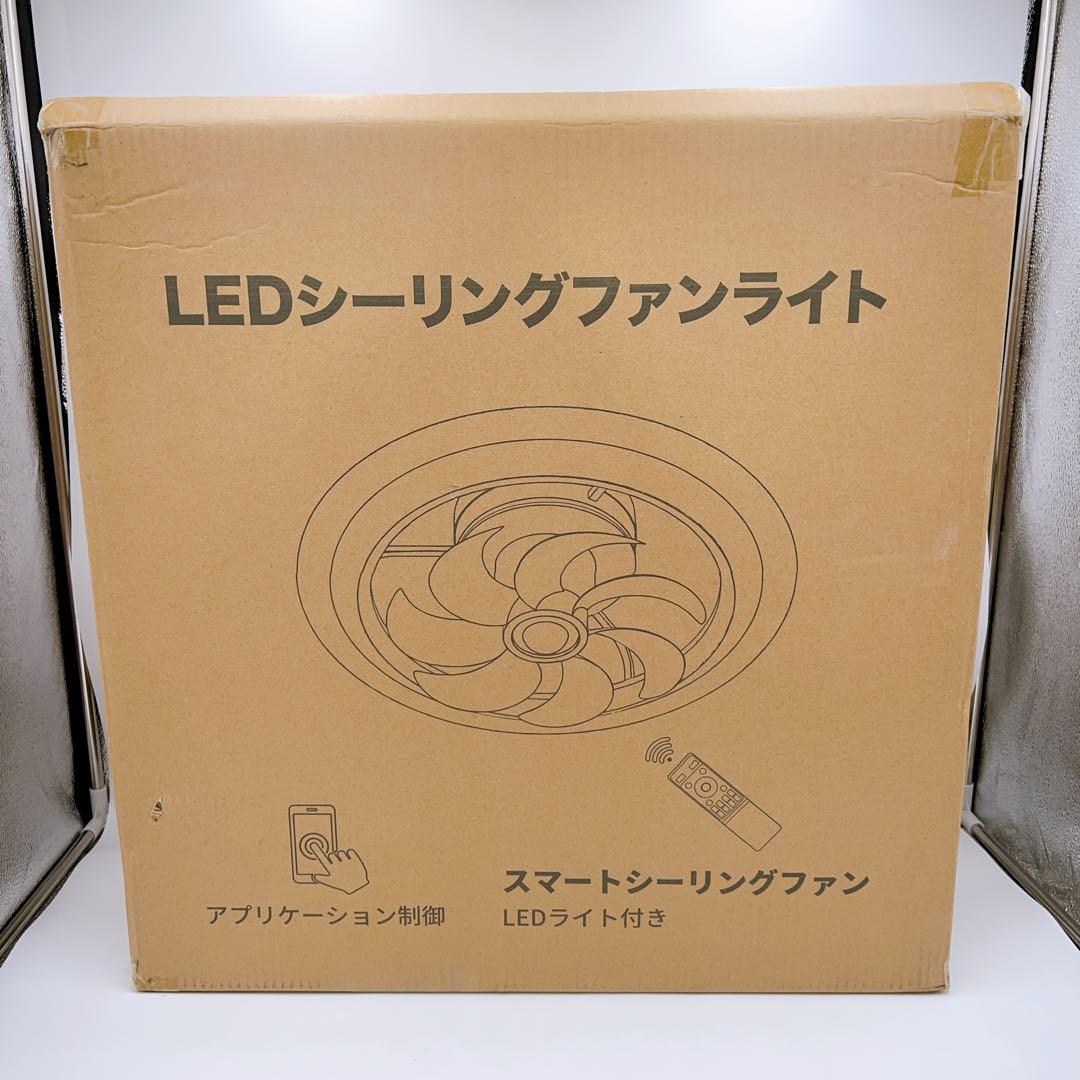 LEDシーリングファンライト
スマートシーリングファン
アプリケーション制御
LEDライト付き